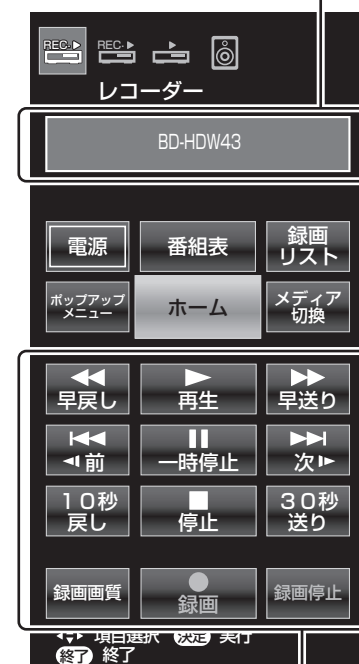 REC REC
レコーダー
BD-HDW43
電源 番組表 録画リスト
ポップアップメニュー ホーム メディア切換
早戻し 再生 早送り
前 一時停止 次
10秒戻し 停止 30秒送り
録画画質 録画 録画停止
項目選択 決定 実行
終了 終了